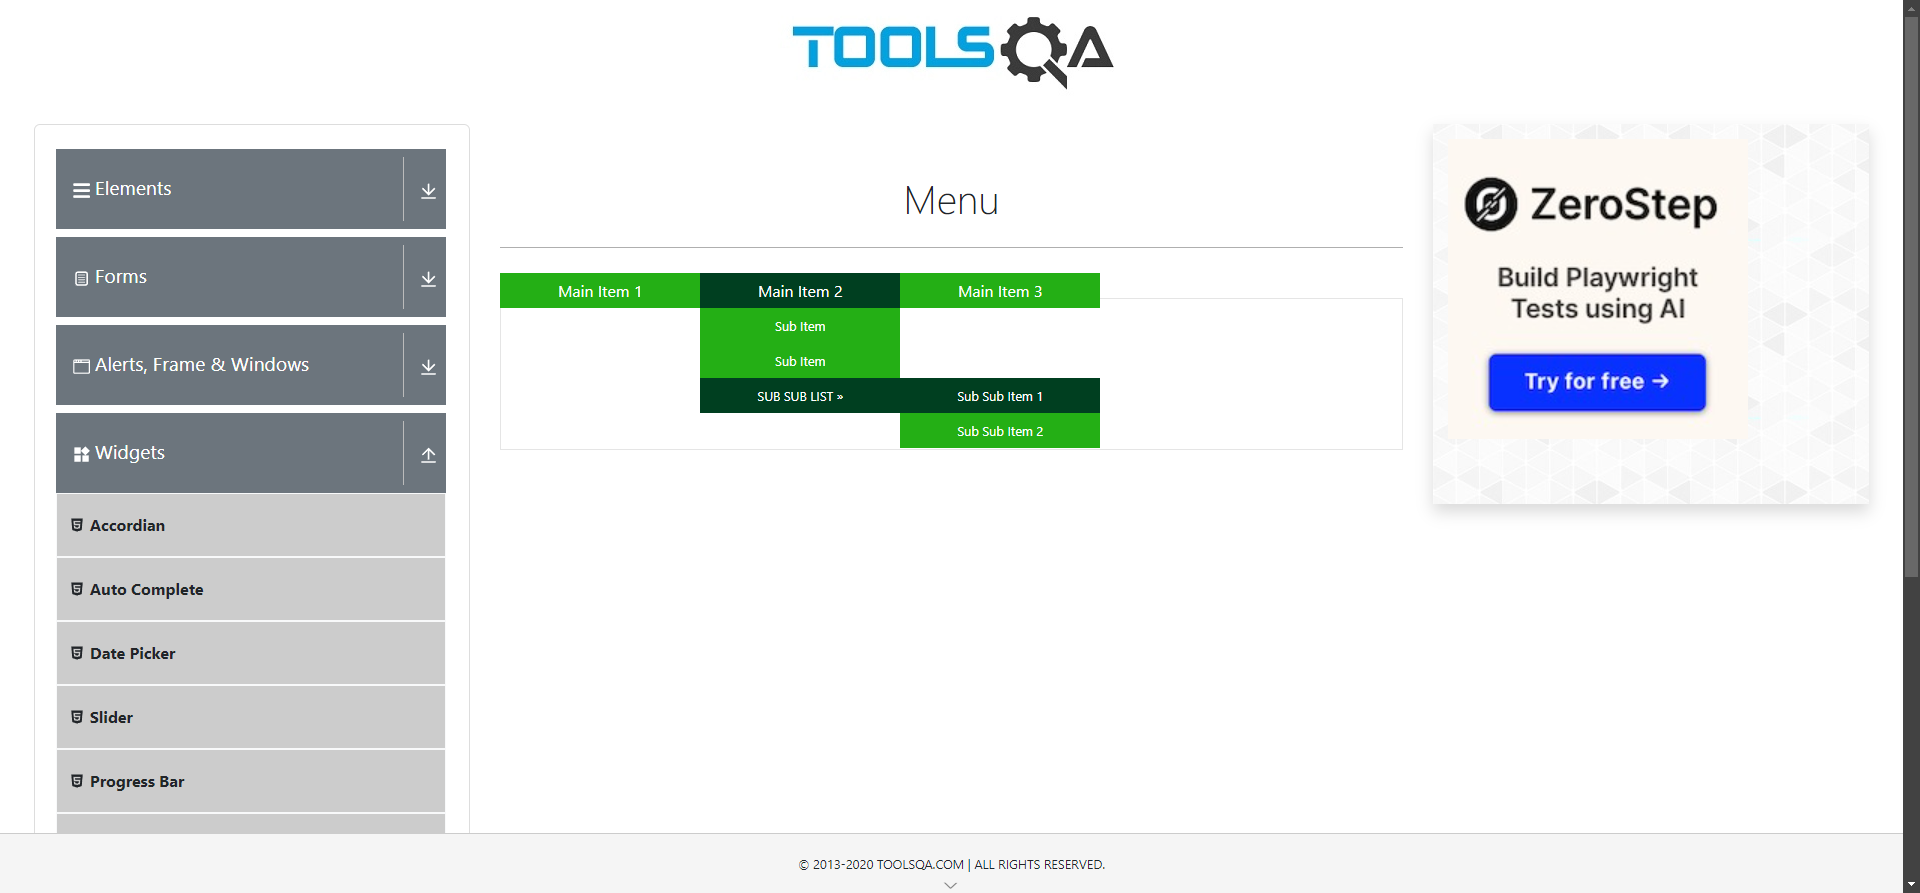 TOOLSQA
Elements
Forms
Alerts, Frame & Windows
Widgets
Accordian
Auto Complete
Date Picker
Slider
Progress Bar
Menu
Main Item 1
Main Item 2
Main Item 3
Sub Item
Sub Item
SUB SUB LIST »
Sub Sub Item 1
Sub Sub Item 2
ZeroStep
Build Playwright
Tests using AI
Try for free →
© 2013-2020 TOOLSQA.COM | ALL RIGHTS RESERVED.